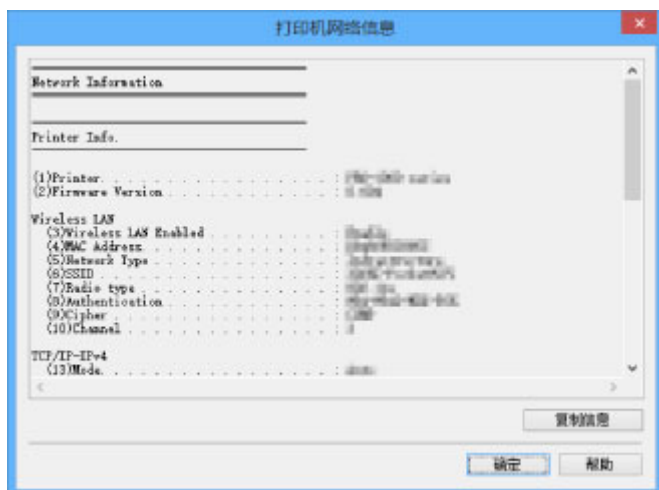 打印机网络信息
Network Information
Printer Info.
(1)Printer. . . . . . . . . . . . . . . . . . :
(2)Firmware Version . . . . . . . . . . . . . :
Wireless LAN
(3)Wireless LAN Enabled . . . . . . . . . . :
(4)MAC Address. . . . . . . . . . . . . . . :
(5)Network Type . . . . . . . . . . . . . . :
(6)SSID . . . . . . . . . . . . . . . . . . :
(7)Radio type . . . . . . . . . . . . . . . :
(8)Authentication . . . . . . . . . . . . . :
(9)Cipher . . . . . . . . . . . . . . . . . :
(10)Channel . . . . . . . . . . . . . . . . :
TCP/IP-IPv4
(13)Mode. . . . . . . . . . . . . . . . . . :
复制信息
确定
帮助